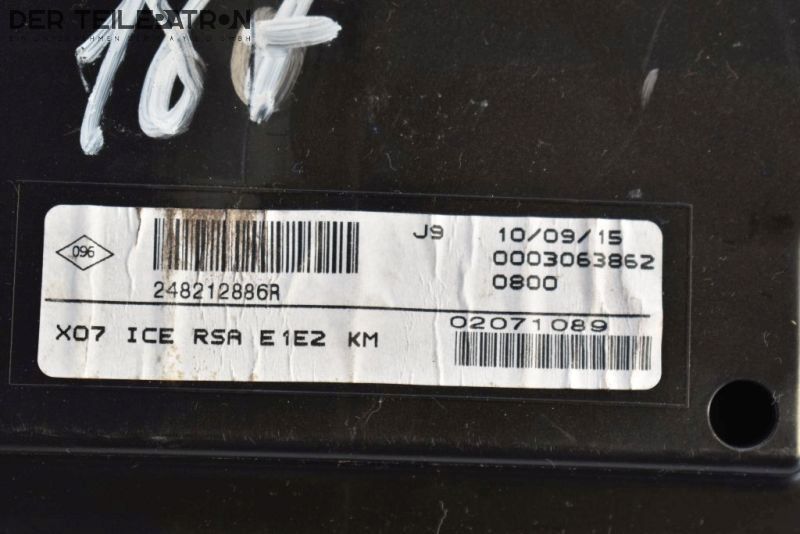 DER TEILEPATRON
096
248212886R
J9 10/09/15
0003063862
0800
X07 ICE RSA E1E2 KM
02071089